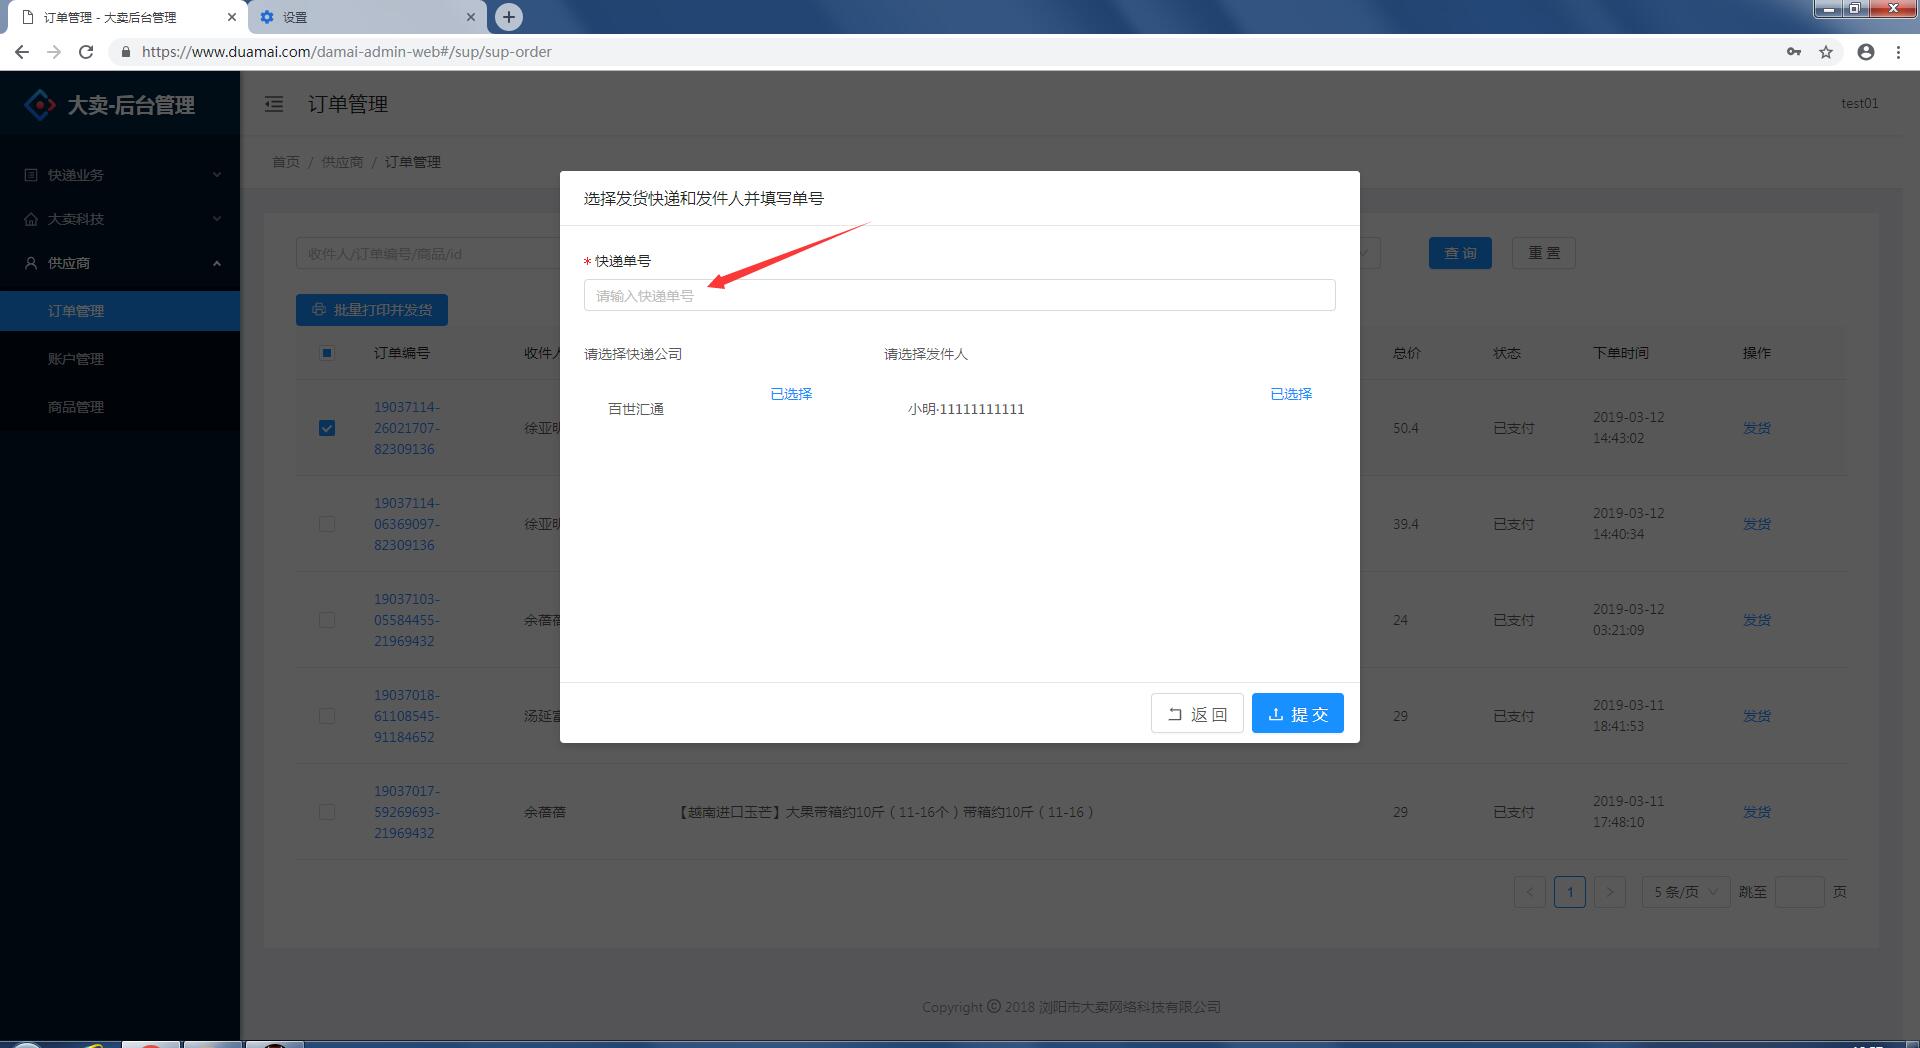 订单管理 - 大卖后台管理
设置
https://www.duamai.com/damai-admin-web#/sup/sup-order
大卖-后台管理
订单管理
test01
快递业务
大卖科技
供应商
订单管理
账户管理
商品管理
首页 / 供应商 / 订单管理
收件人/订单编号/商品/id
查 询
重 置
批量打印并发货
选择发货快递和发件人并填写单号
* 快递单号
请输入快递单号
请选择快递公司
请选择发件人
百世汇通
已选择
小明·11111111111
已选择
返 回
提 交
订单编号
收件人
总价
状态
下单时间
操作
19037114-
26021707-
82309136
徐亚明
50.4
已支付
2019-03-12
14:43:02
发货
19037114-
06369097-
82309136
徐亚明
39.4
已支付
2019-03-12
14:40:34
发货
19037103-
05584455-
21969432
余蓓蓓
24
已支付
2019-03-12
03:21:09
发货
19037018-
61108545-
91184652
汤延富
29
已支付
2019-03-11
18:41:53
发货
19037017-
59269693-
21969432
余蓓蓓
【越南进口玉芒】大果带箱约10斤（11-16个）带箱约10斤（11-16）
29
已支付
2019-03-11
17:48:10
发货
1
5 条/页
跳至
页
Copyright © 2018 浏阳市大卖网络科技有限公司